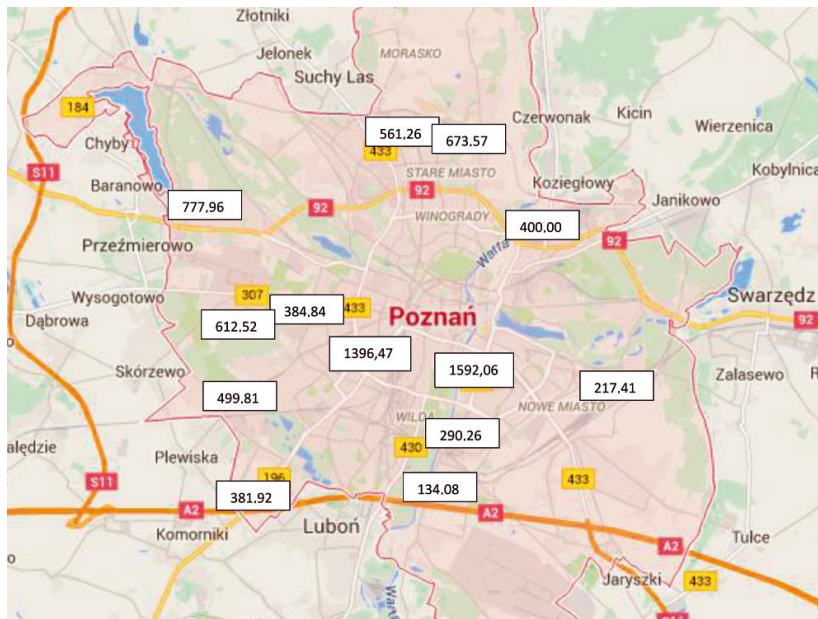 Złotniki
Jelonek
MORASKO
Suchy Las
184
Czerwonak
Kicin
Wierzenica
561,26
673.57
433
Chyby
S11
STARE MIASTO
Kobylnica
Baranowo
92
Koziegłowy
Janikowo
777,96
92
WINOGRADY
400,00
92
Przeźmierowo
Warta
Wysogotowo
307
384,84
433
Swarzędz
Dąbrowa
612,52
Poznań
92
1396,47
1592,06
Skórzewo
217,41
Zalasewo
499.81
WILDA
NOWE MIASTO
290.26
430
Plewiska
S11
196
433
381.92
134.08
A2
A2
Komorniki
Luboń
Tulce
A2
Jaryszki
433
S11